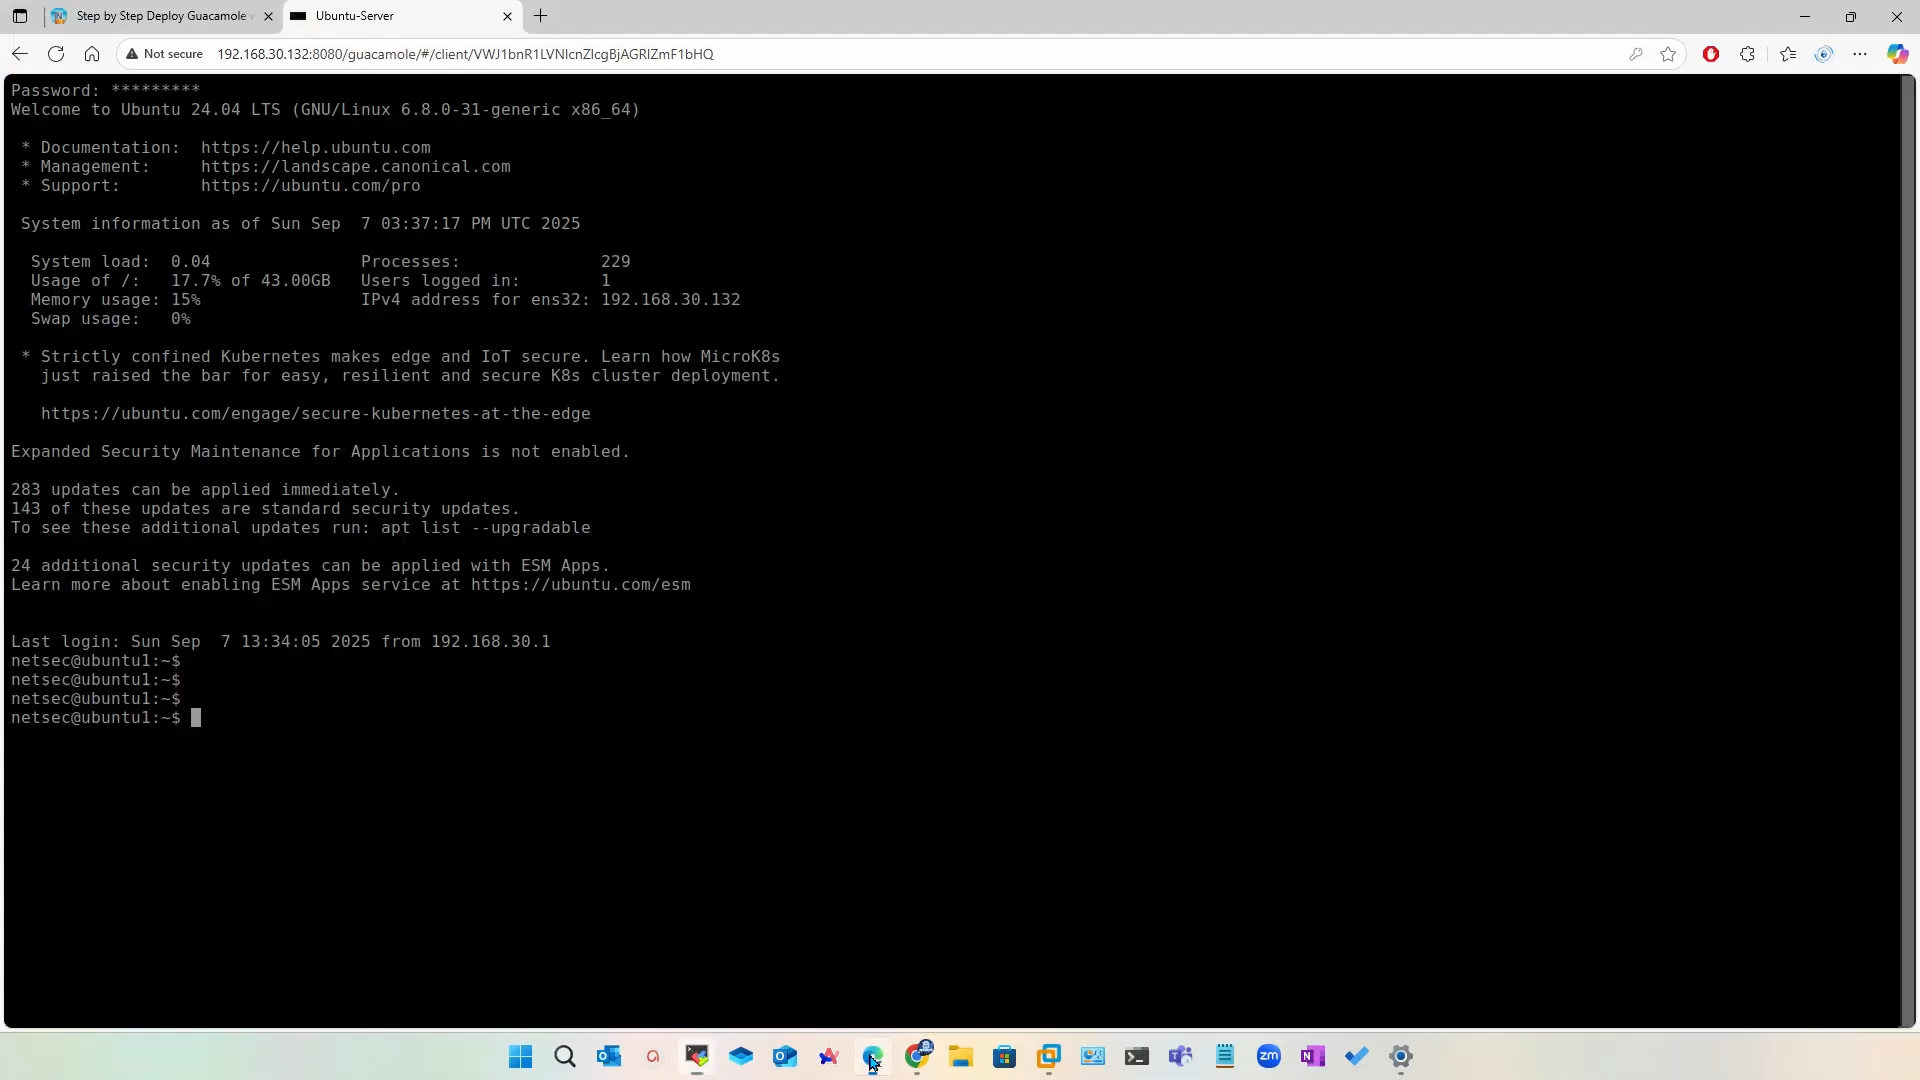 Step by Step Deploy Guacamole
Ubuntu-Server
Not secure
192.168.30.132:8080/guacamole/#/client/VWJ1bnR1LVNlcnZlcgBjAGRlZmF1bHQ
Password: *********
Welcome to Ubuntu 24.04 LTS (GNU/Linux 6.8.0-31-generic x86_64)
* Documentation: https://help.ubuntu.com
* Management: https://landscape.canonical.com
* Support: https://ubuntu.com/pro
System information as of Sun Sep 7 03:37:17 PM UTC 2025
System load: 0.04 Processes: 229
Usage of /: 17.7% of 43.00GB Users logged in: 1
Memory usage: 15% IPv4 address for ens32: 192.168.30.132
Swap usage: 0%
* Strictly confined Kubernetes makes edge and IoT secure. Learn how MicroK8s
just raised the bar for easy, resilient and secure K8s cluster deployment.
https://ubuntu.com/engage/secure-kubernetes-at-the-edge
Expanded Security Maintenance for Applications is not enabled.
283 updates can be applied immediately.
143 of these updates are standard security updates.
To see these additional updates run: apt list --upgradable
24 additional security updates can be applied with ESM Apps.
Learn more about enabling ESM Apps service at https://ubuntu.com/esm
Last login: Sun Sep 7 13:34:05 2025 from 192.168.30.1
netsec@ubuntu1:~$
netsec@ubuntu1:~$
netsec@ubuntu1:~$
netsec@ubuntu1:~$
zm